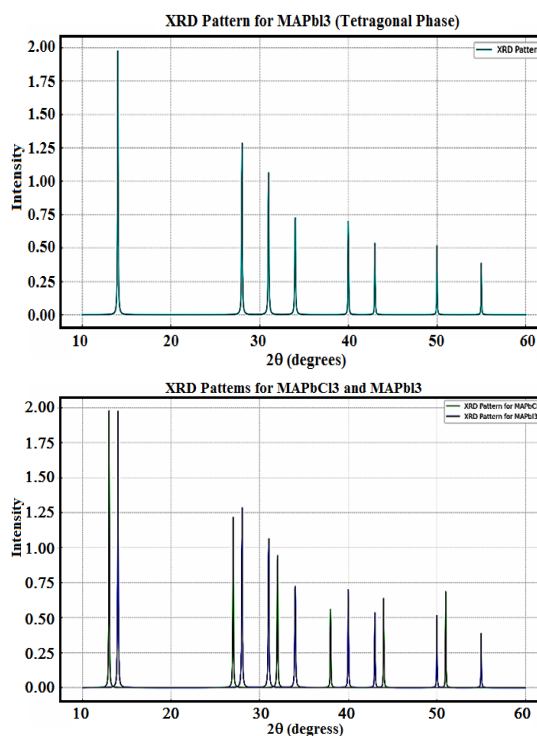 XRD Pattern for MAPbl3 (Tetragonal Phase)
XRD Pattern
2.00
1.75
1.50
1.25
1.00
0.75
0.50
0.25
0.00
Intensity
10 20 30 40 50 60
2θ (degrees)
XRD Patterns for MAPbCl3 and MAPbl3
XRD Pattern for MAPbC
XRD Pattern for MAPbI3
2.00
1.75
1.50
1.25
1.00
0.75
0.50
0.25
0.00
Intensity
10 20 30 40 50 60
2θ (degrees)